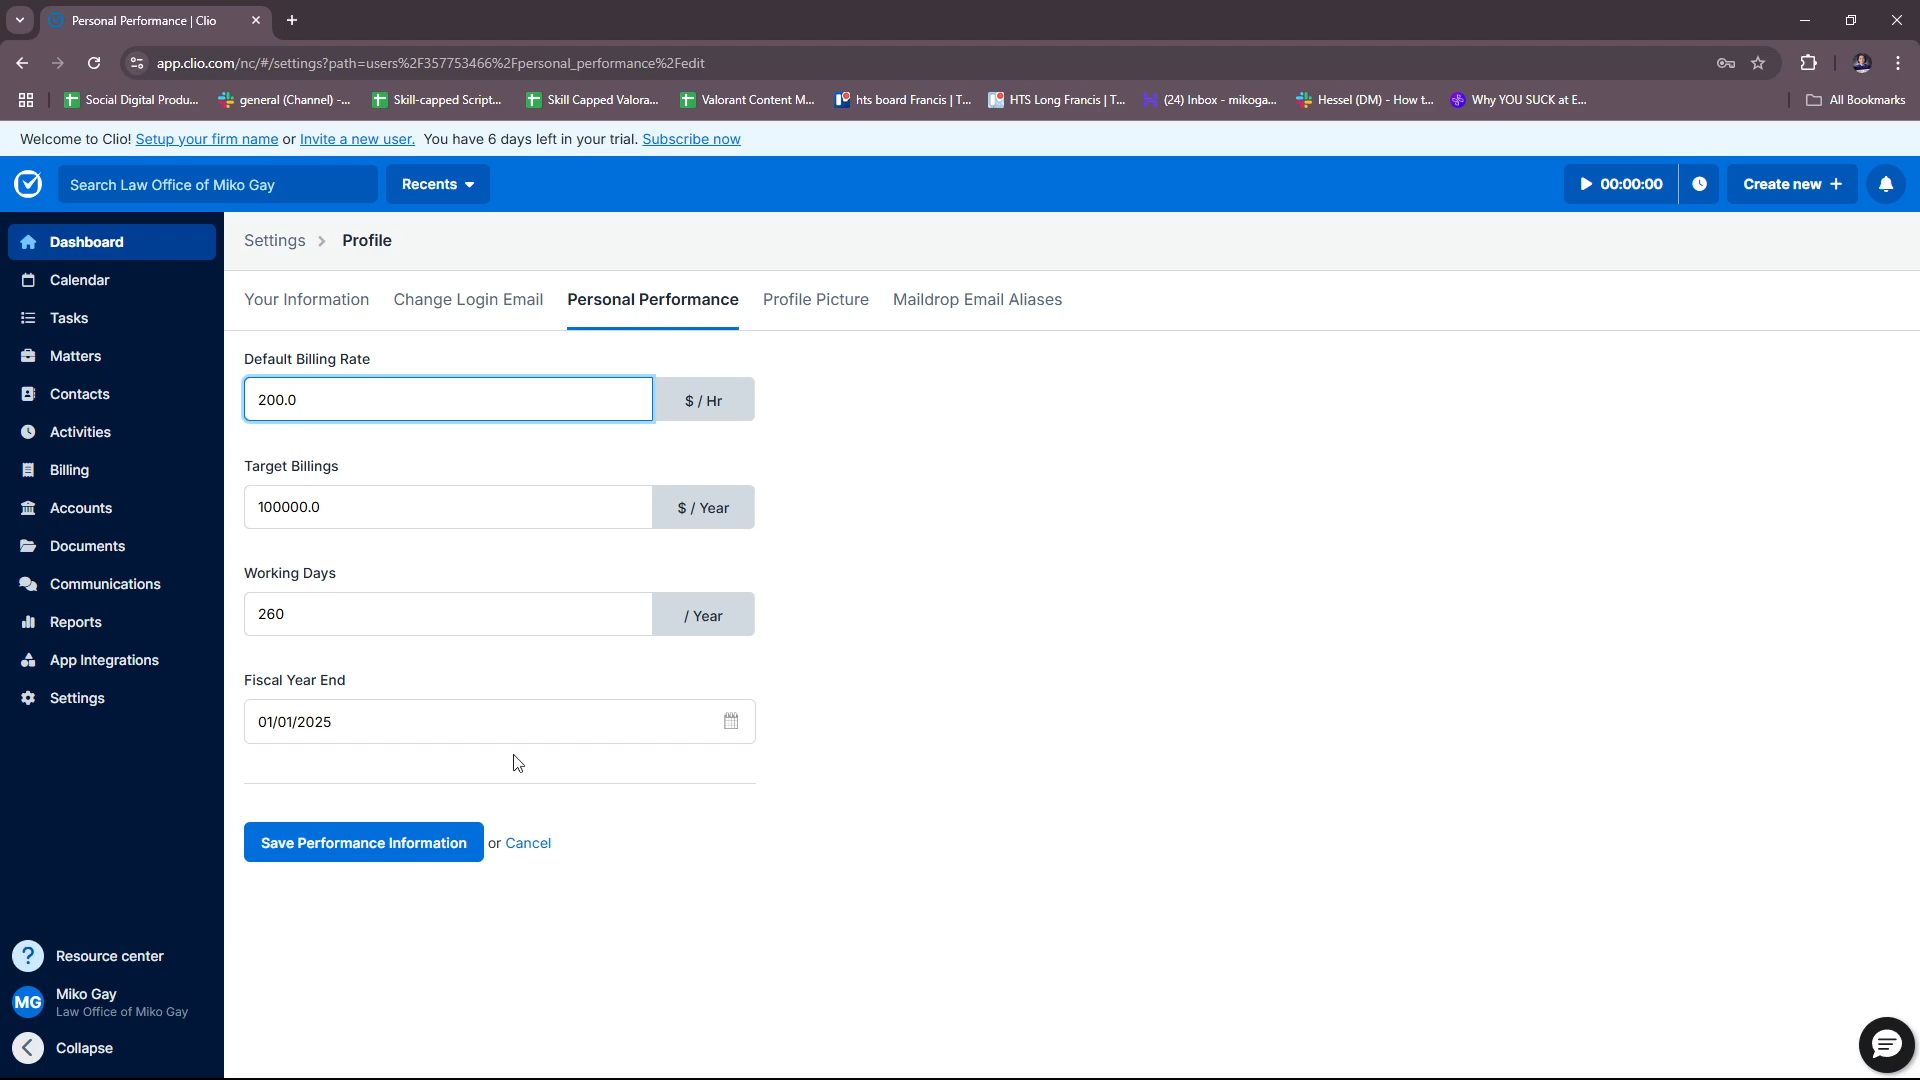 Personal Performance | Clio
app.clio.com/nc/#/settings?path=users%2F357753466%2Fpersonal_performance%2Fedit
Social Digital Produ... general (Channel) -... Skill-capped Script... Skill Capped Valora... Valorant Content M... hts board Francis | T... HTS Long Francis | T... (24) Inbox - mikoga... Hessel (DM) - How t... Why YOU SUCK at E... All Bookmarks
Welcome to Clio! Setup your firm name or Invite a new user. You have 6 days left in your trial. Subscribe now
Search Law Office of Miko Gay Recents 00:00:00 Create new
Dashboard
Calendar
Tasks
Matters
Contacts
Activities
Billing
Accounts
Documents
Communications
Reports
App Integrations
Settings
Resource center
MG Miko Gay
Law Office of Miko Gay
Collapse
Settings > Profile
Your Information Change Login Email Personal Performance Profile Picture Maildrop Email Aliases
Default Billing Rate
200.0 $ / Hr
Target Billings
100000.0 $ / Year
Working Days
260 / Year
Fiscal Year End
01/01/2025
Save Performance Information or Cancel